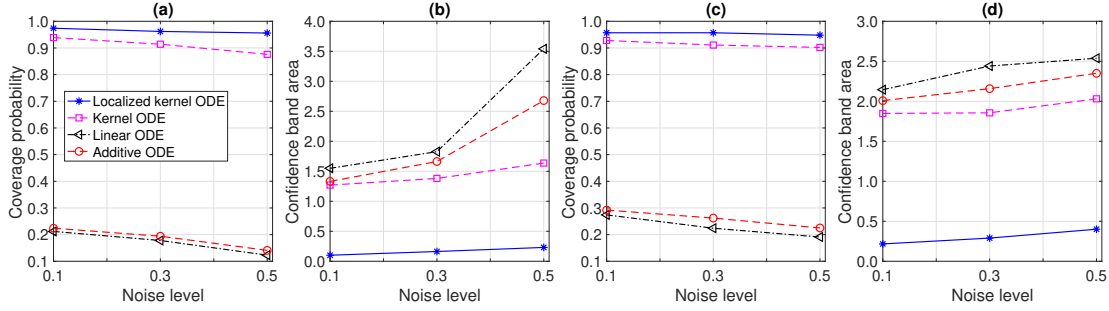 (a)
Coverage probability
1.0
0.9
0.8
0.7
0.6
0.5
0.4
0.3
0.2
0.1
Localized kernel ODE
Kernel ODE
Linear ODE
Additive ODE
0.1 0.3 0.5
Noise level
(b)
Confidence band area
4.0
3.5
3.0
2.5
2.0
1.5
1.0
0.5
0.0
0.1 0.3 0.5
Noise level
(c)
Coverage probability
1.0
0.9
0.8
0.7
0.6
0.5
0.4
0.3
0.2
0.1
0.1 0.3 0.5
Noise level
(d)
Confidence band area
3.0
2.5
2.0
1.5
1.0
0.5
0.0
0.1 0.3 0.5
Noise level